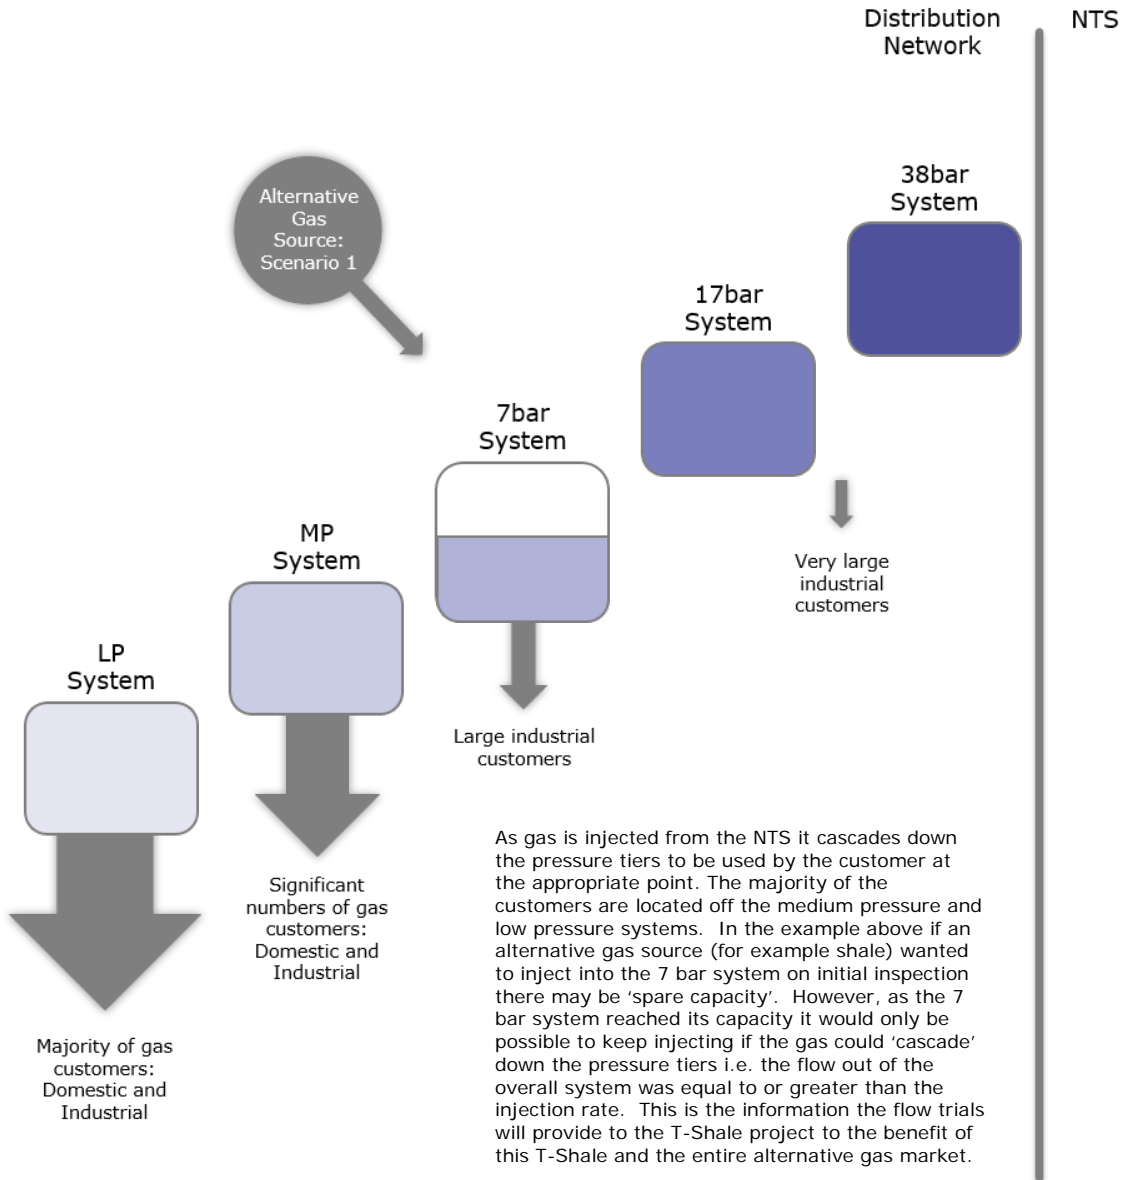 Distribution
Network
NTS
38bar
System
Alternative
Gas
Source:
Scenario 1
17bar
System
7bar
System
MP
System
Very large
industrial
customers
LP
System
Large industrial
customers
Significant
numbers of gas
customers:
Domestic and
Industrial
Majority of gas
customers:
Domestic and
Industrial
As gas is injected from the NTS it cascades down
the pressure tiers to be used by the customer at
the appropriate point. The majority of the
customers are located off the medium pressure and
low pressure systems.  In the example above if an
alternative gas source (for example shale) wanted
to inject into the 7 bar system on initial inspection
there may be ‘spare capacity’.  However, as the 7
bar system reached its capacity it would only be
possible to keep injecting if the gas could ‘cascade’
down the pressure tiers i.e. the flow out of the
overall system was equal to or greater than the
injection rate.  This is the information the flow trials
will provide to the T-Shale project to the benefit of
this T-Shale and the entire alternative gas market.